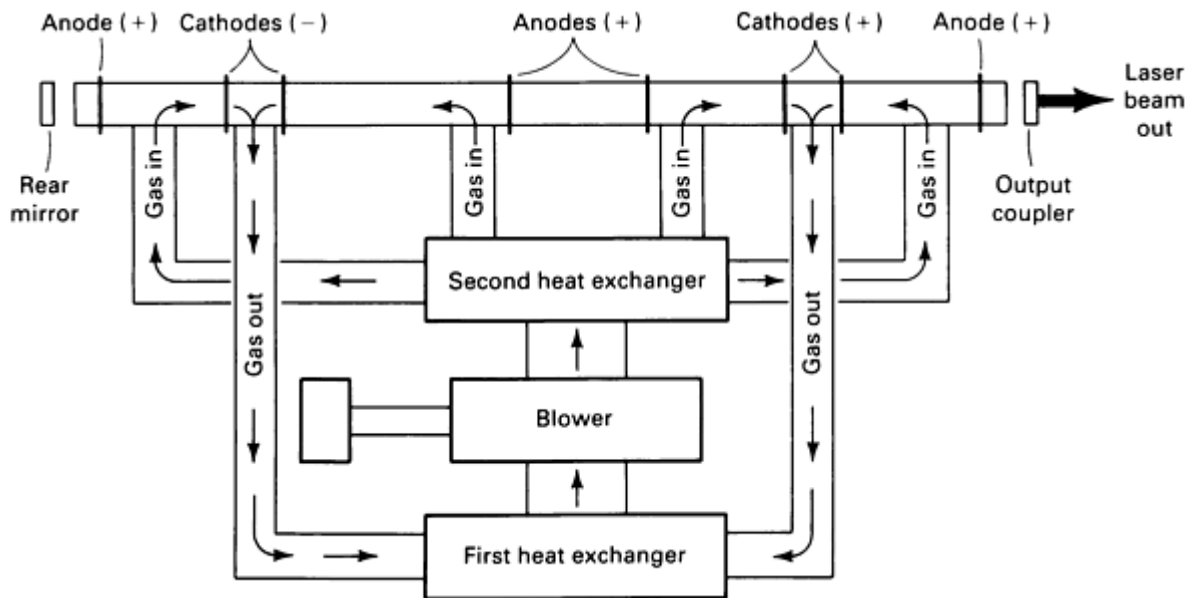 Anode (+)
Cathodes (−)
Anodes (+)
Cathodes (+)
Anode (+)
Laser
beam
out
Rear
mirror
Gas in
Gas in
Gas in
Gas in
Output
coupler
Second heat exchanger
Gas out
Gas out
Blower
First heat exchanger